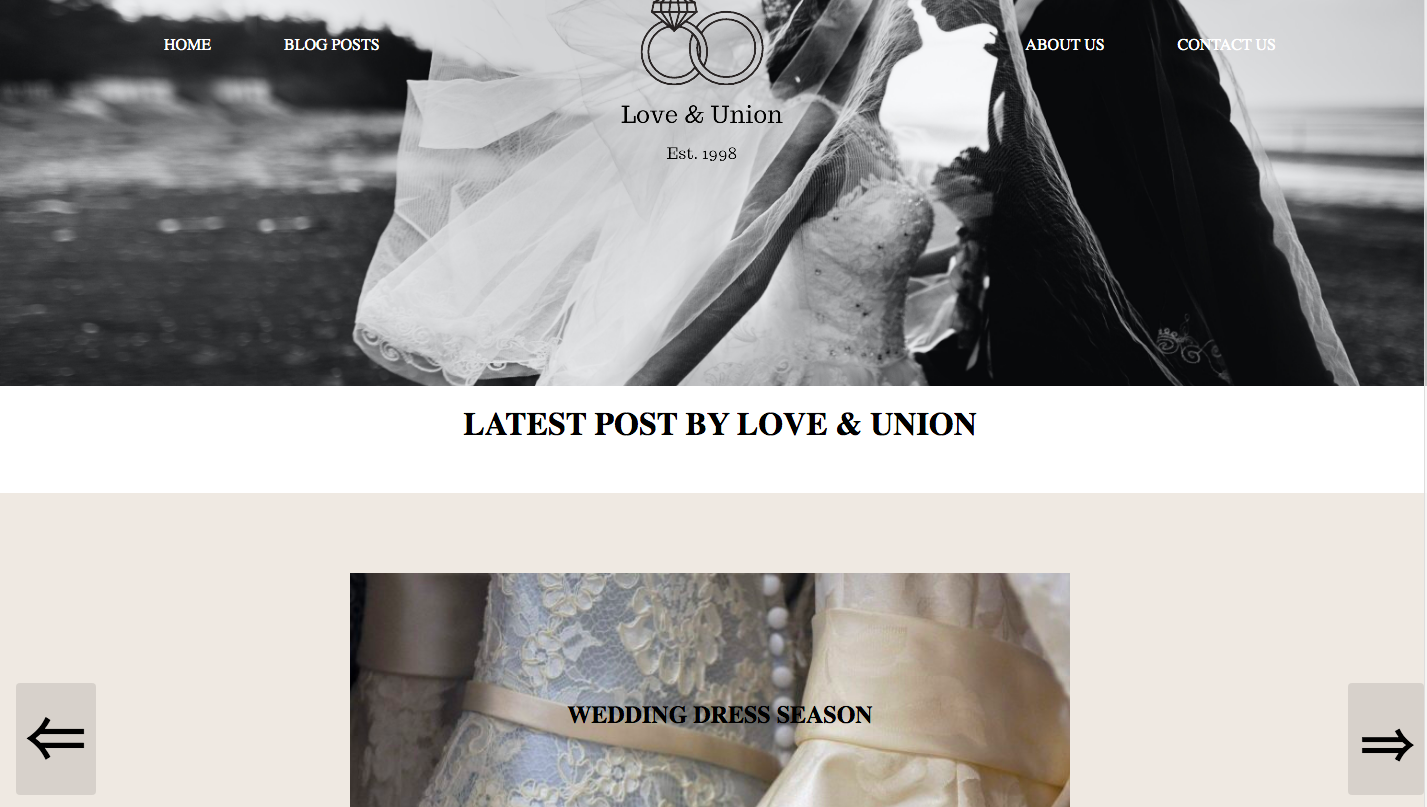 HOME BLOG POSTS ABOUT US CONTACT US
Love & Union
Est. 1998
LATEST POST BY LOVE & UNION
WEDDING DRESS SEASON